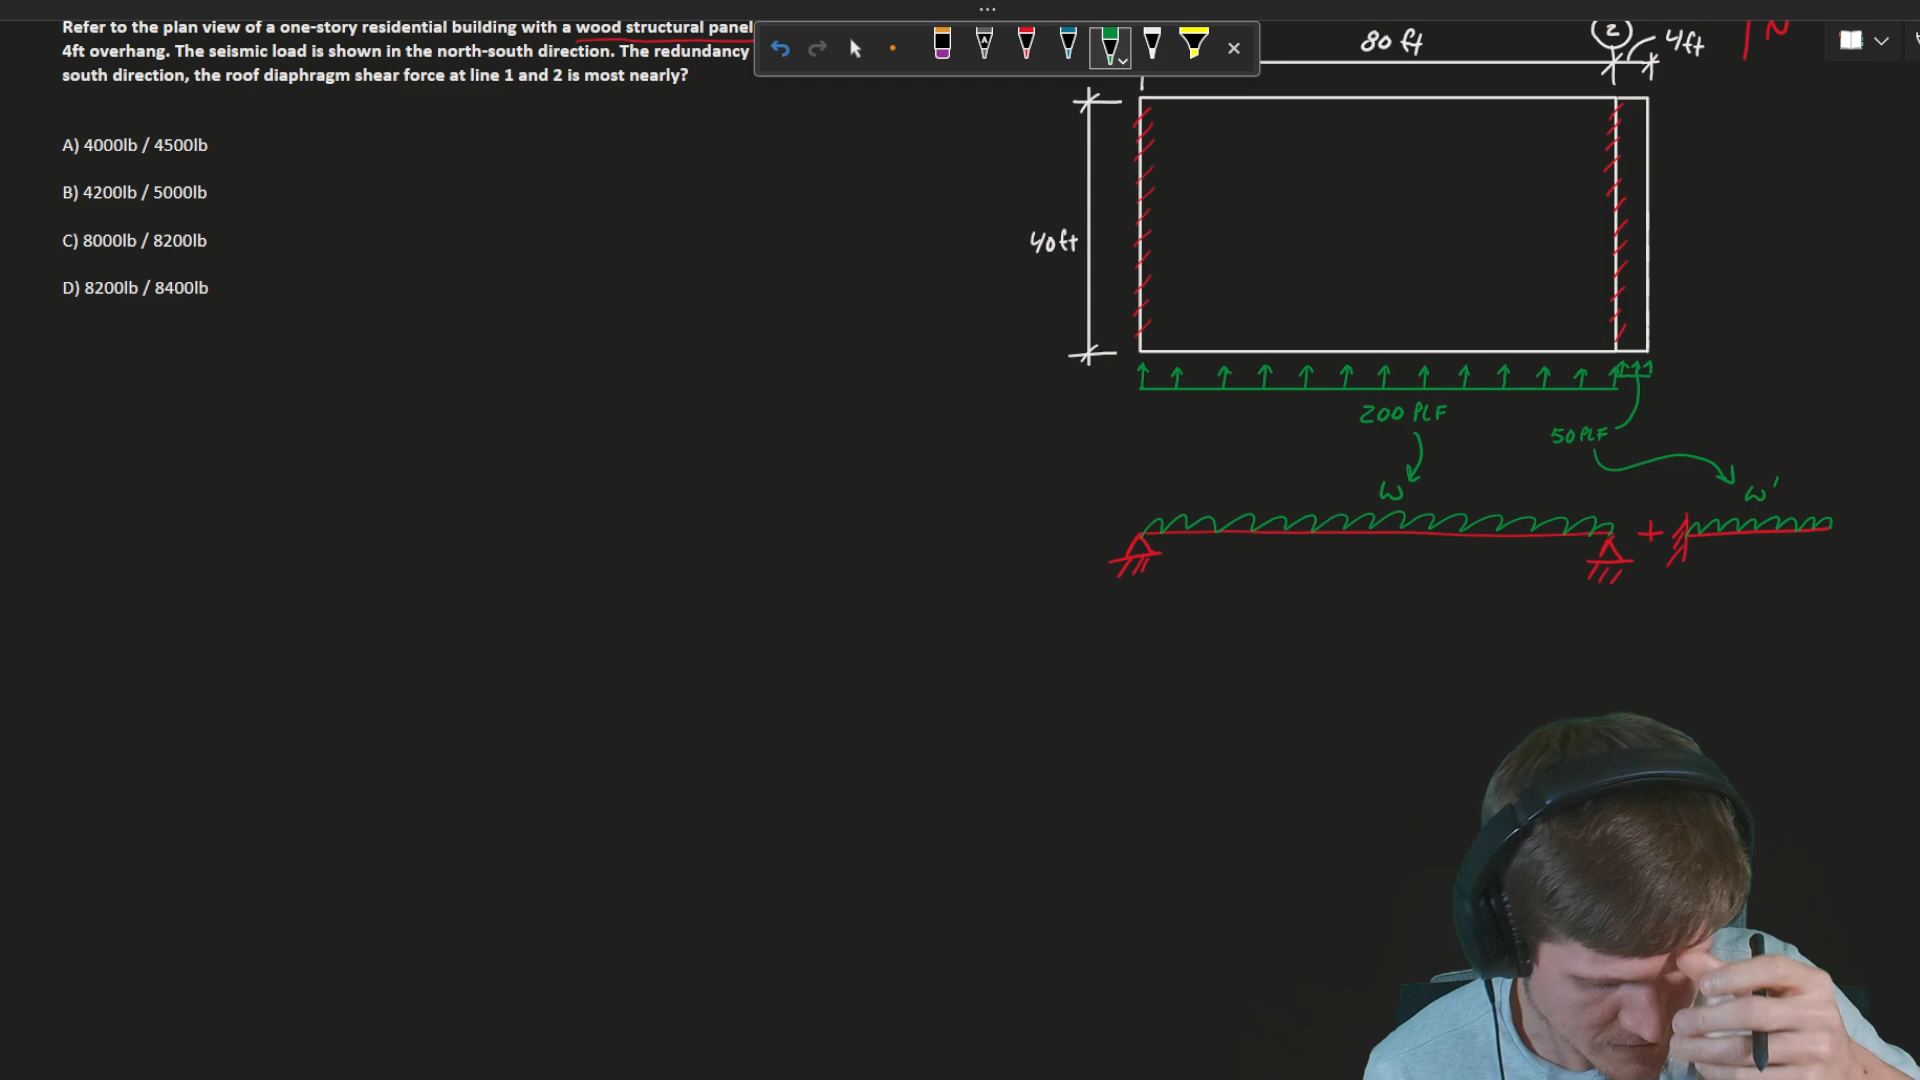 Refer to the plan view of a one-story residential building with a wood structural panel
4ft overhang. The seismic load is shown in the north-south direction. The redundancy
south direction, the roof diaphragm shear force at line 1 and 2 is most nearly?
A) 4000lb / 4500lb
B) 4200lb / 5000lb
C) 8000lb / 8200lb
D) 8200lb / 8400lb
80 ft
2
4ft
N
40ft
200 PLF
50 PLF
w
w'
+